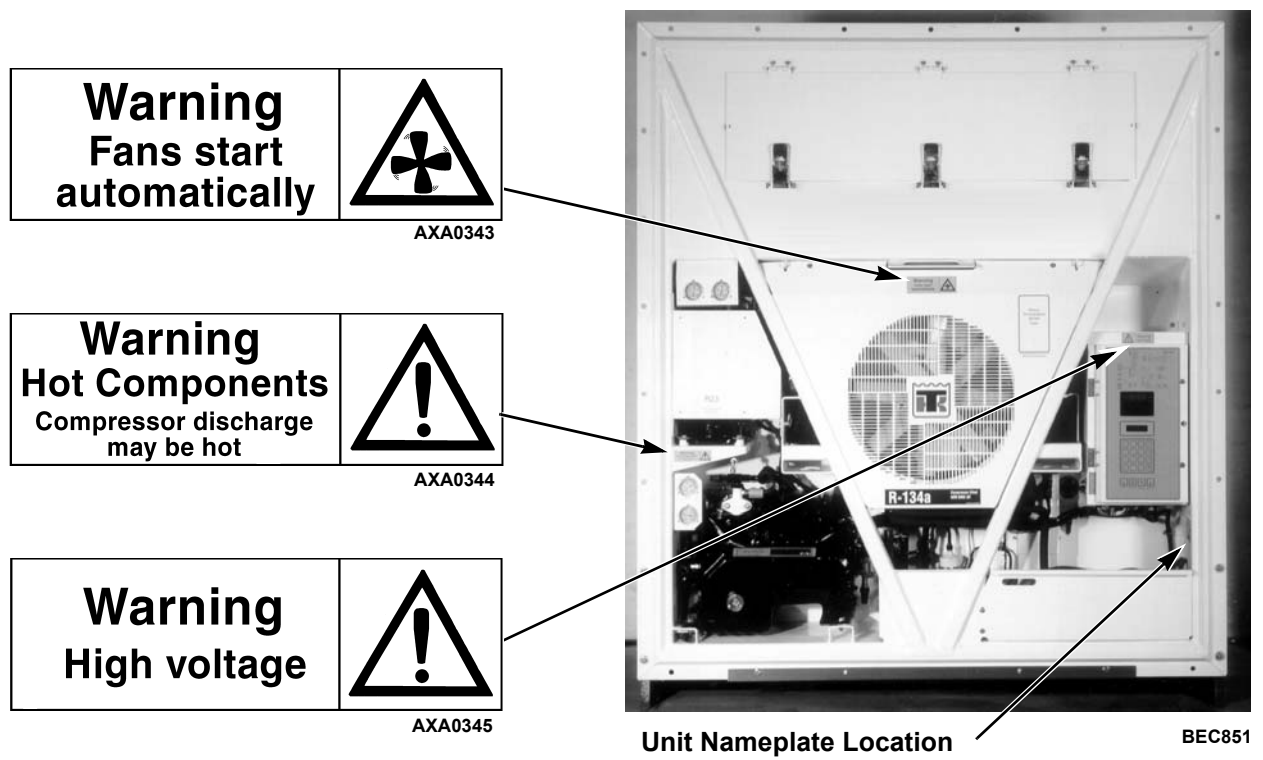 Warning
Fans start
automatically
AXA0343
Warning
Hot Components
Compressor discharge
may be hot
AXA0344
Warning
High voltage
AXA0345
R-134a
Unit Nameplate Location
BEC851